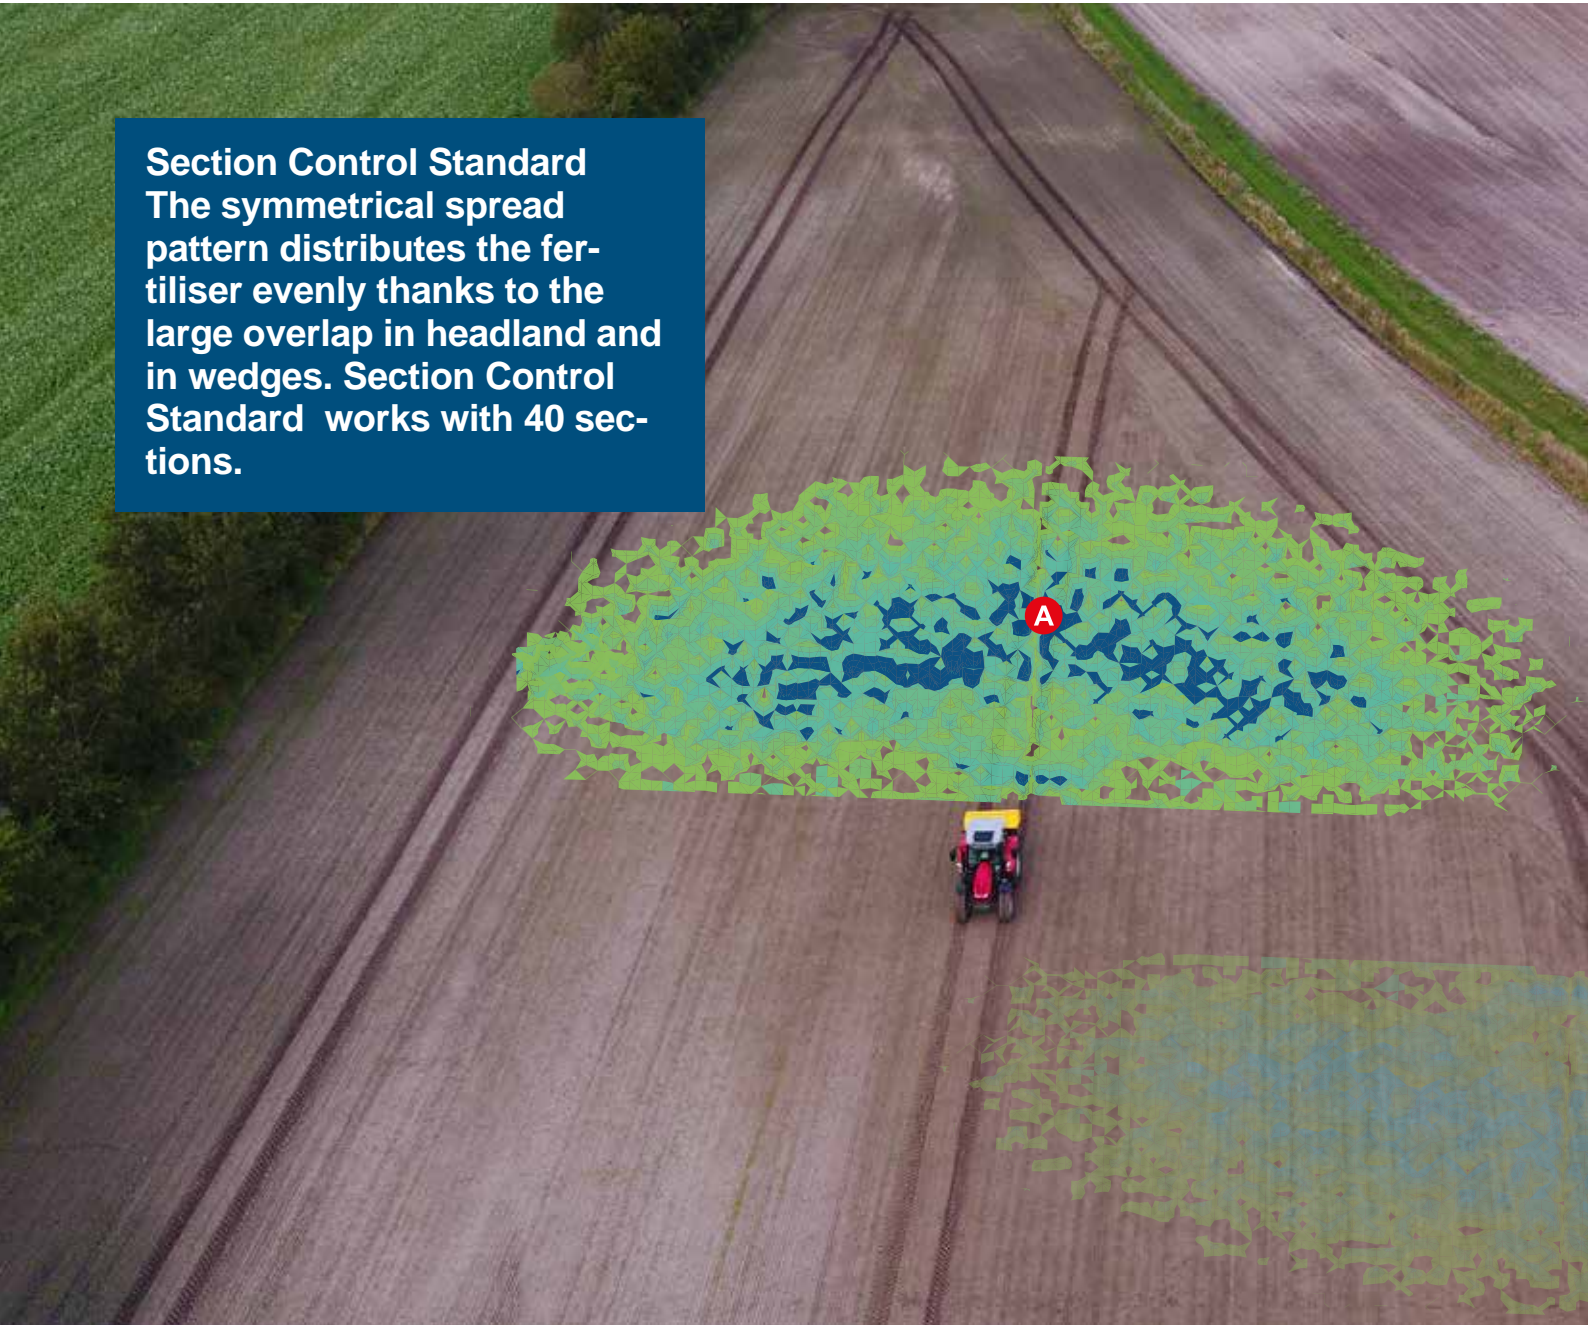 Section Control Standard
The symmetrical spread
pattern distributes the fer-
tiliser evenly thanks to the
large overlap in headland and
in wedges. Section Control
Standard  works with 40 sec-
tions.
A